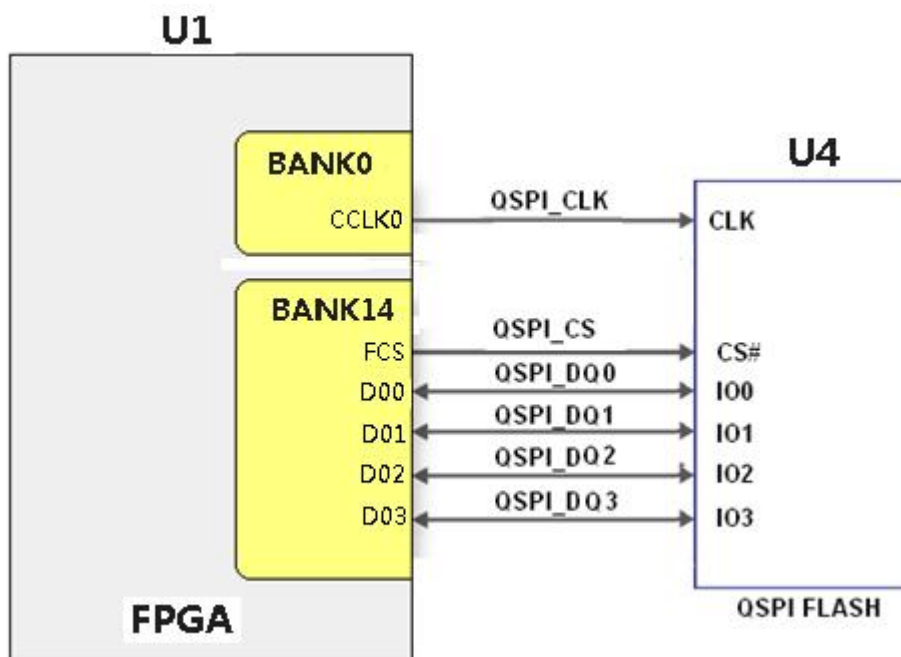 U1
U4
BANK0
CCLK0
QSPI_CLK
CLK
BANK14
FCS
QSPI_CS
CS#
D00
QSPI_DQ0
IO0
D01
QSPI_DQ1
IO1
D02
QSPI_DQ2
IO2
D03
QSPI_DQ3
IO3
FPGA
QSPI FLASH